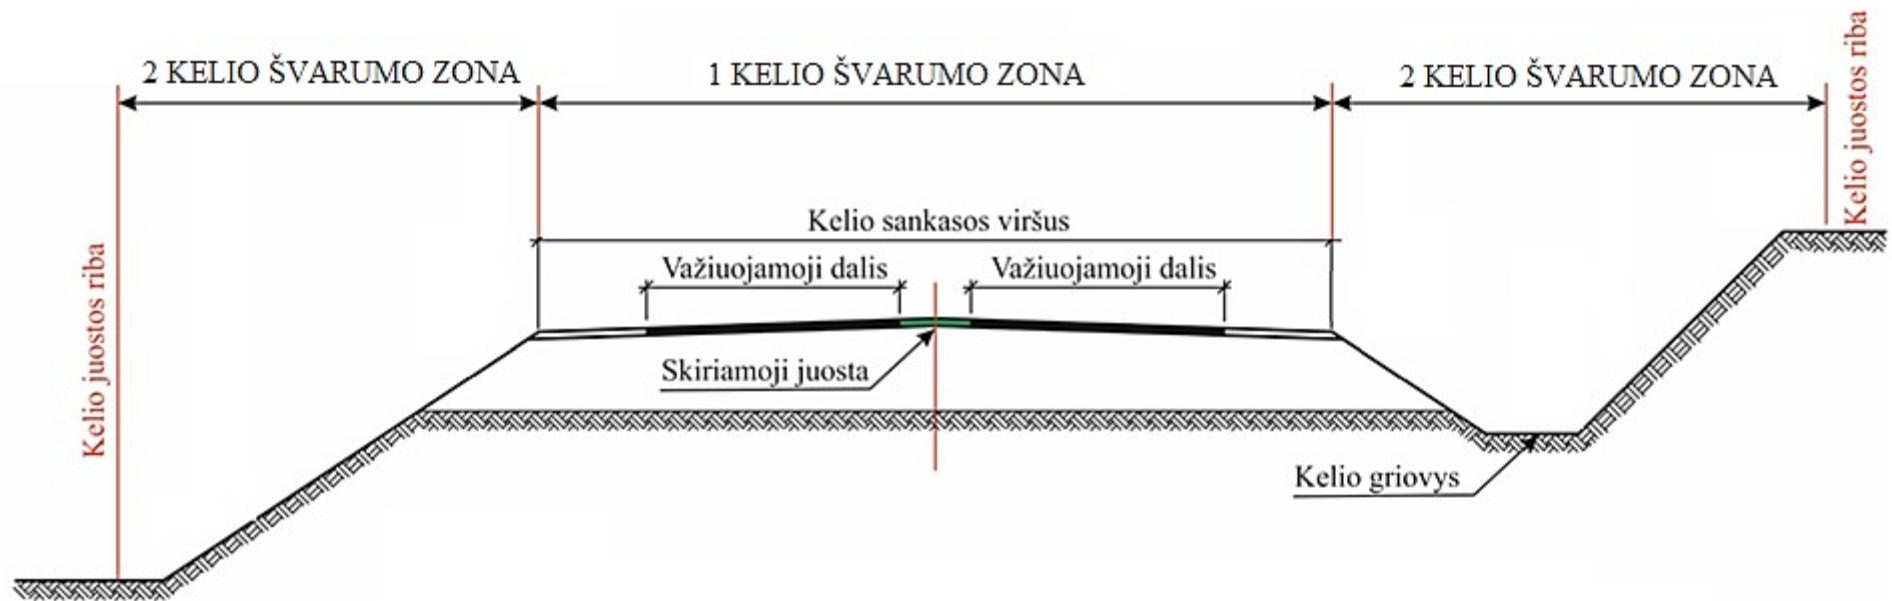 2 KELIO ŠVARUMO ZONA
1 KELIO ŠVARUMO ZONA
2 KELIO ŠVARUMO ZONA
Kelio juostos riba
Kelio sankasos viršus
Važiuojamoji dalis
Važiuojamoji dalis
Kelio juostos riba
Skiriamoji juosta
Kelio griovys